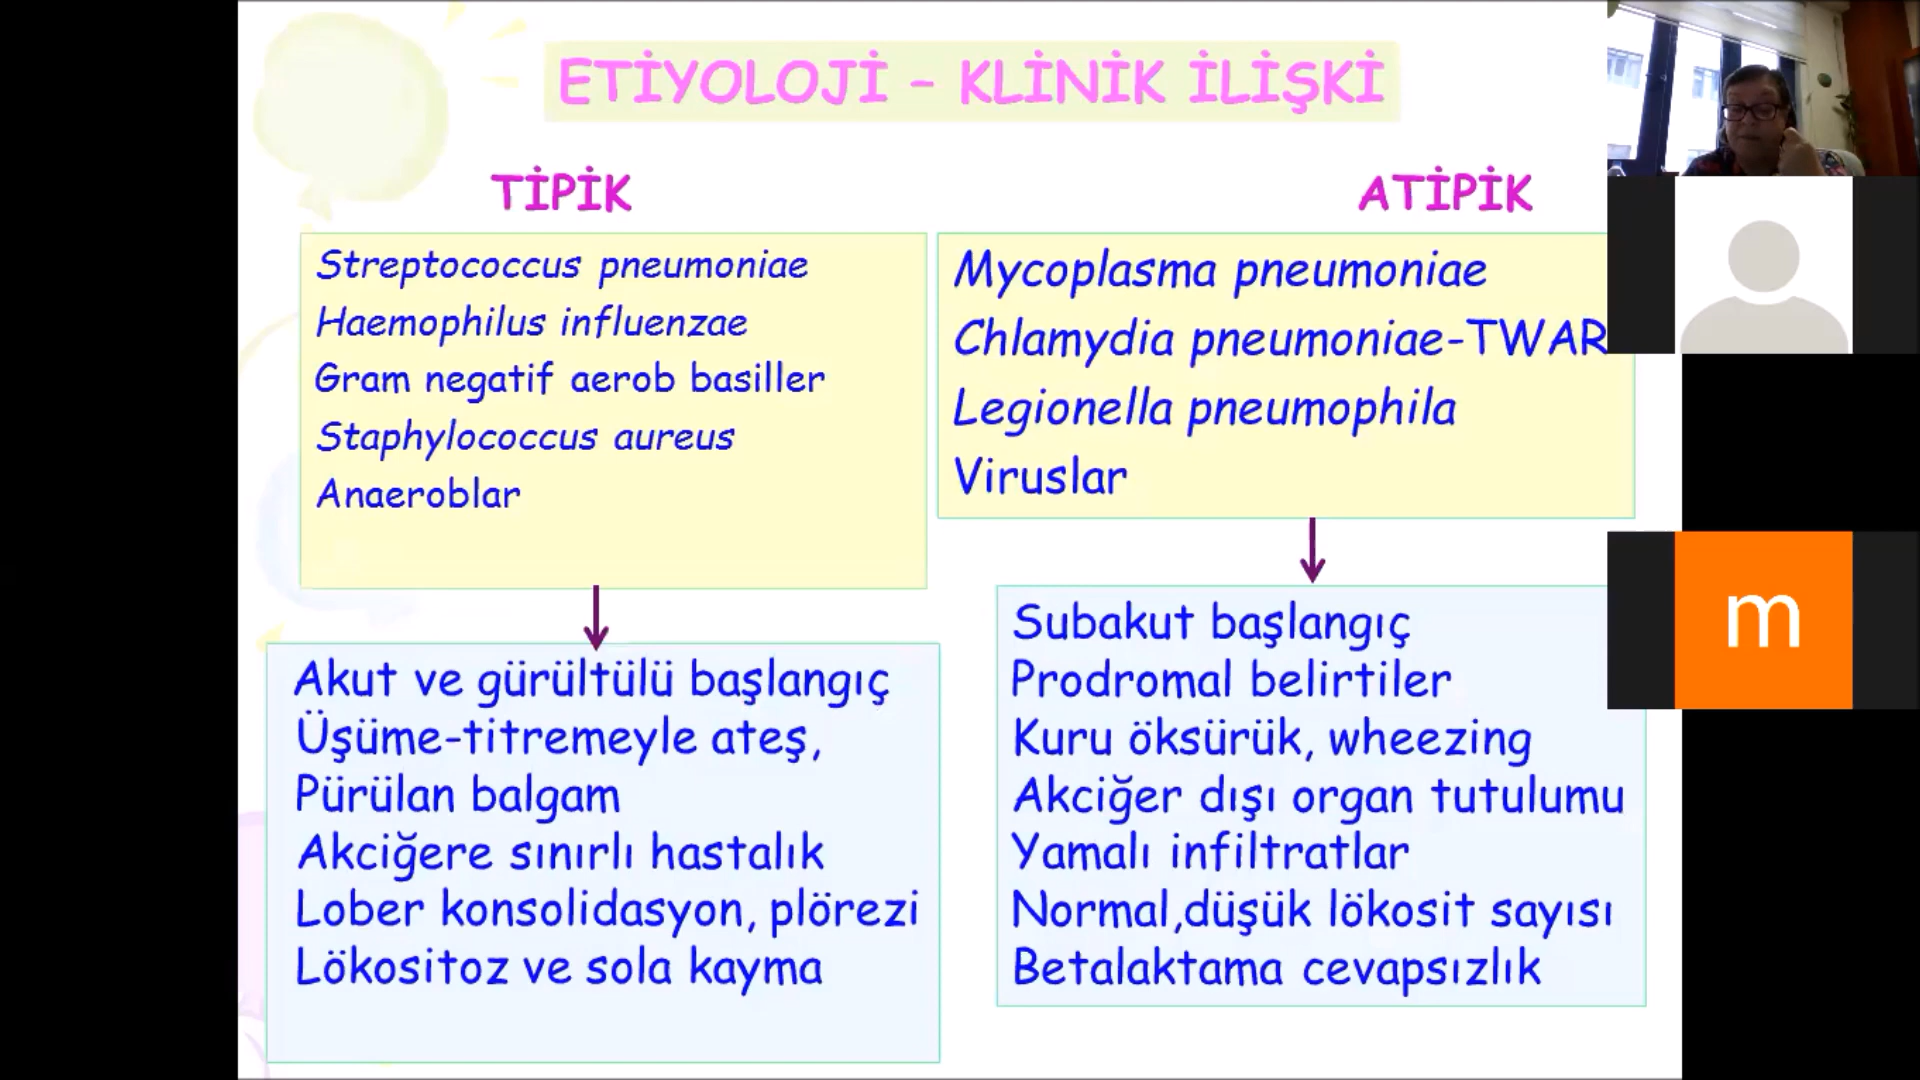 ETİYOLOJİ – KLİNİK İLİŞKİ
TİPİK
Streptococcus pneumoniae
Haemophilus influenzae
Gram negatif aerob basiller
Staphylococcus aureus
Anaeroblar
Akut ve gürültülü başlangıç
Üşüme-titremeyle ateş,
Pürülan balgam
Akciğere sınırlı hastalık
Lober konsolidasyon, plörezi
Lökositoz ve sola kayma
ATİPİK
Mycoplasma pneumoniae
Chlamydia pneumoniae-TWAR
Legionella pneumophila
Viruslar
Subakut başlangıç
Prodromal belirtiler
Kuru öksürük, wheezing
Akciğer dışı organ tutulumu
Yamalı infiltratlar
Normal,düşük lökosit sayısı
Betalaktama cevapsızlık
m